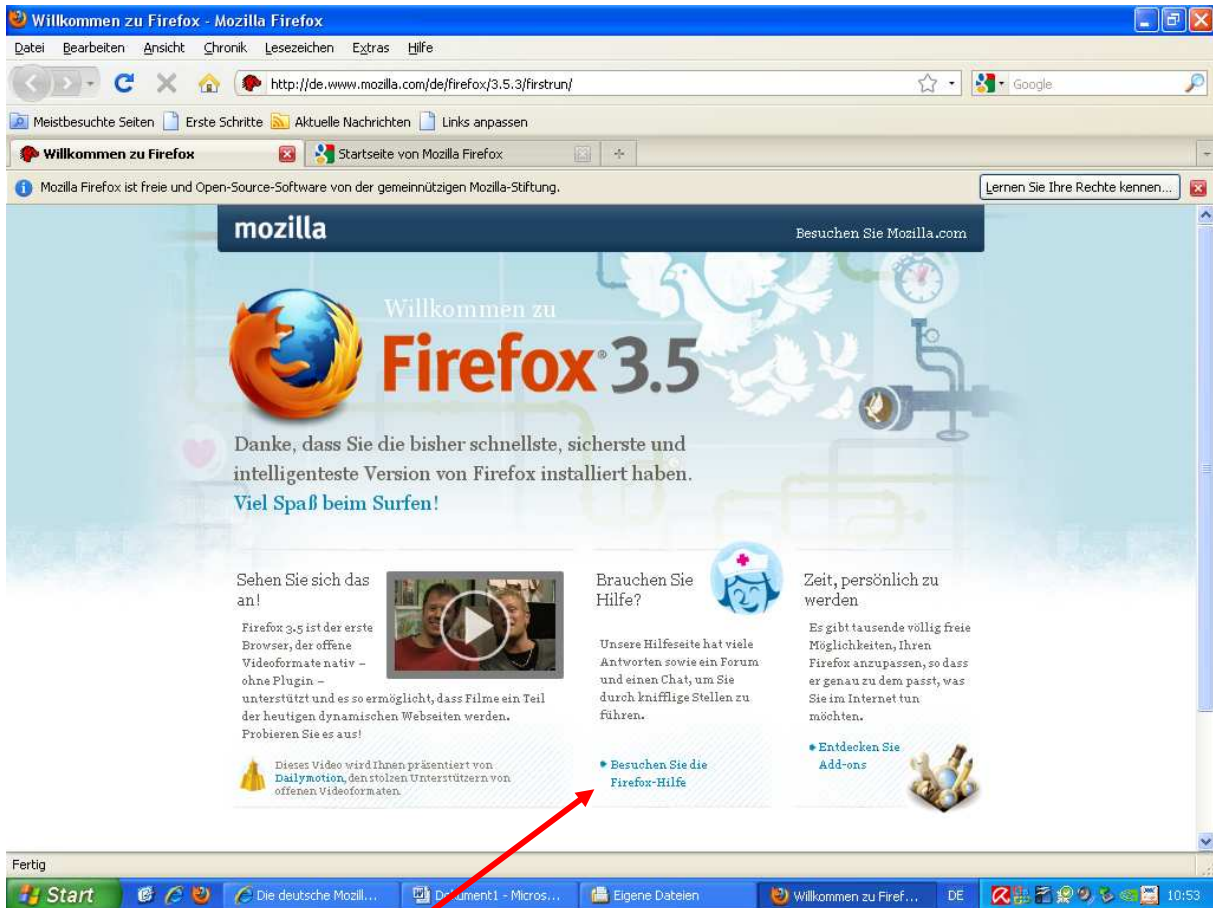 Willkommen zu Firefox - Mozilla Firefox
Datei Bearbeiten Ansicht Chronik Lesezeichen Extras Hilfe
http://de.www.mozilla.com/de/firefox/3.5.3/firstrun/
Google
Meistbesuchte Seiten Erste Schritte Aktuelle Nachrichten Links anpassen
Willkommen zu Firefox Startseite von Mozilla Firefox
Mozilla Firefox ist freie und Open-Source-Software von der gemeinnützigen Mozilla-Stiftung. Lernen Sie Ihre Rechte kennen...
mozilla Besuchen Sie Mozilla.com
Willkommen zu
Firefox® 3.5
Danke, dass Sie die bisher schnellste, sicherste und
intelligenteste Version von Firefox installiert haben.
Viel Spaß beim Surfen!
Sehen Sie sich das
an!
Firefox 3.5 ist der erste
Browser, der offene
Videoformate nativ –
ohne Plugin –
unterstützt und es so ermöglicht, dass Filme ein Teil
der heutigen dynamischen Webseiten werden.
Probieren Sie es aus!
Dieses Video wird Ihnen präsentiert von
Dailymotion, den stolzen Unterstützern von
offenen Videoformaten.
Brauchen Sie
Hilfe?
Unsere Hilfeseite hat viele
Antworten sowie ein Forum
und einen Chat, um Sie
durch knifflige Stellen zu
führen.
Besuchen Sie die
Firefox-Hilfe
Zeit, persönlich zu
werden
Es gibt tausende völlig freie
Möglichkeiten, Ihren
Firefox anzupassen, so dass
er genau zu dem passt, was
Sie im Internet tun
möchten.
Entdecken Sie
Add-ons
Fertig
Start Die deutsche Mozill... Dokument1 - Micros... Eigene Dateien Willkommen zu Firef... DE 10:53